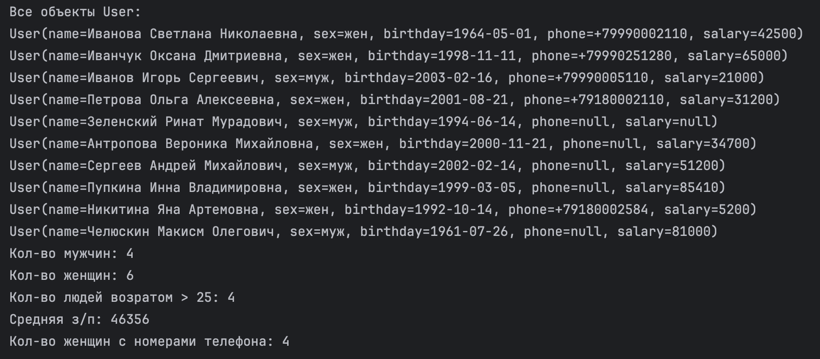 Все объекты User:
User(name=Иванова Светлана Николаевна, sex=жен, birthday=1964-05-01, phone=+79990002110, salary=42500)
User(name=Иванчук Оксана Дмитриевна, sex=жен, birthday=1998-11-11, phone=+79990251280, salary=65000)
User(name=Иванов Игорь Сергеевич, sex=муж, birthday=2003-02-16, phone=+79990005110, salary=21000)
User(name=Петрова Ольга Алексеевна, sex=жен, birthday=2001-08-21, phone=+79180002110, salary=31200)
User(name=Зеленский Ринат Мурадович, sex=муж, birthday=1994-06-14, phone=null, salary=null)
User(name=Антропова Вероника Михайловна, sex=жен, birthday=2000-11-21, phone=null, salary=34700)
User(name=Сергеев Андрей Михайлович, sex=муж, birthday=2002-02-14, phone=null, salary=51200)
User(name=Пупкина Инна Владимировна, sex=жен, birthday=1999-03-05, phone=null, salary=85410)
User(name=Никитина Яна Артемовна, sex=жен, birthday=1992-10-14, phone=+79180002584, salary=5200)
User(name=Челюскин Макисм Олегович, sex=муж, birthday=1961-07-26, phone=null, salary=81000)
Кол-во мужчин: 4
Кол-во женщин: 6
Кол-во людей возратом > 25: 4
Средняя з/п: 46356
Кол-во женщин с номерами телефона: 4